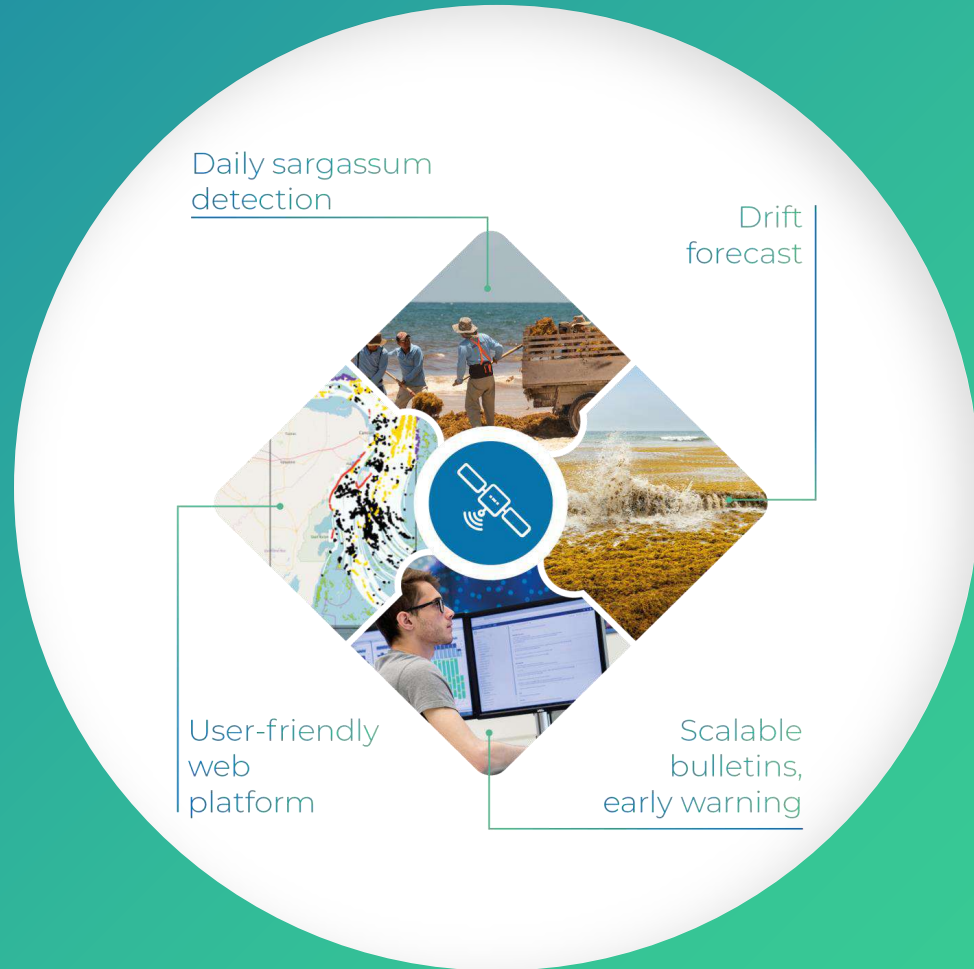 Daily sargassum
detection
Drift
forecast
User-friendly
web
platform
Scalable
bulletins,
early warning